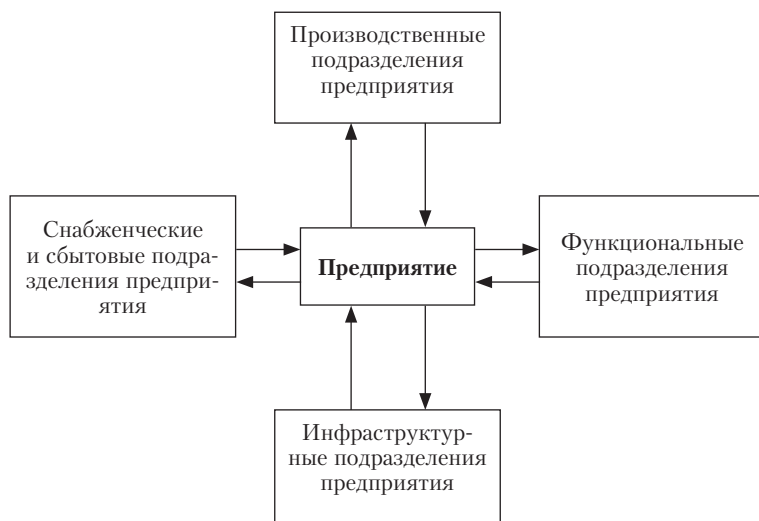 Производственные
подразделения
предприятия
Снабженческие
и сбытовые подра-
зделения предпри-
ятия
Предприятие
Функциональные
подразделения
предприятия
Инфраструктур-
ные подразделения
предприятия